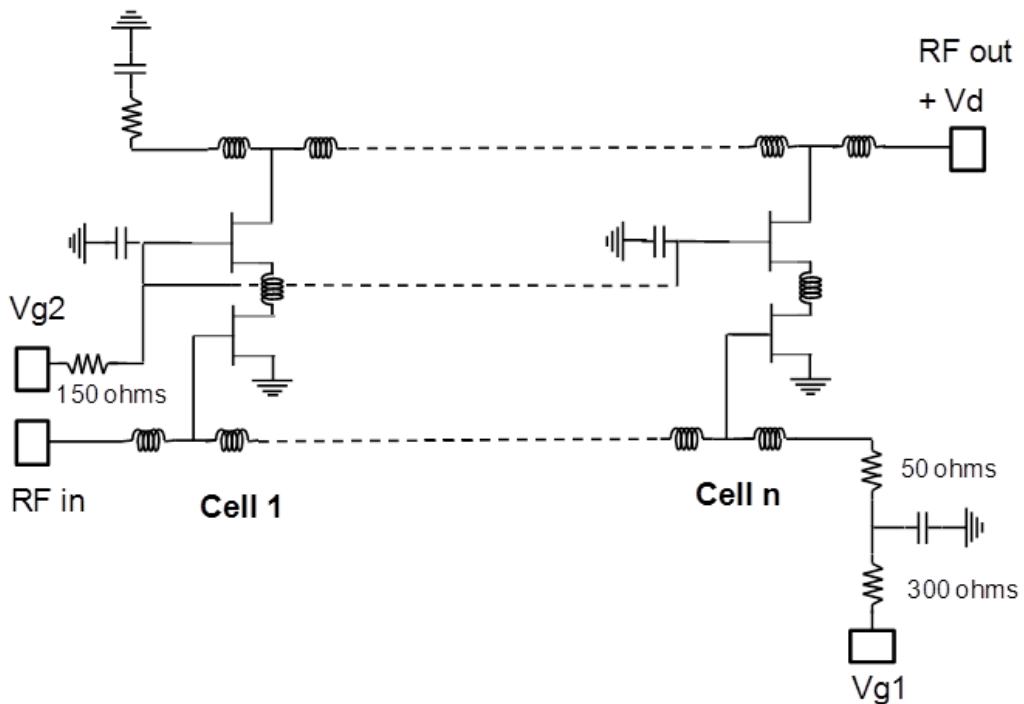 RF out
+ Vd
Vg2
150 ohms
RF in
Cell 1
Cell n
50 ohms
300 ohms
Vg1